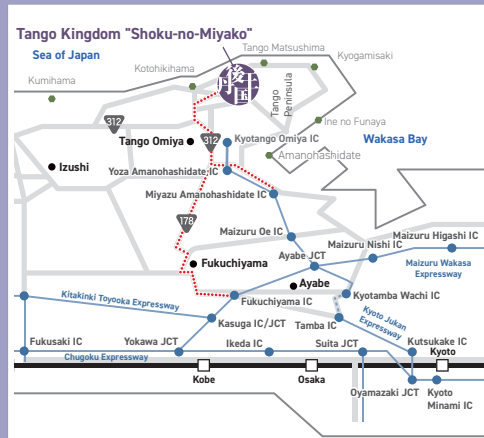 Tango Kingdom "Shoku-no-Miyako"
Sea of Japan
Tango Matsushima
Kyogamisaki
Kotohikihama
Kumihama
丹後王国
Tango
Peninsula
Ine no Funaya
312
312
Tango Omiya
Kyotango Omiya IC
Wakasa Bay
Amanohashidate
Izushi
Yoza Amanohashidate IC
Miyazu Amanohashidate IC
178
Maizuru Oe IC
Maizuru Higashi IC
Maizuru Nishi IC
Ayabe JCT
Maizuru Wakasa
Expressway
Fukuchiyama
Ayabe
Kitakinki Toyooka Expressway
Fukuchiyama IC
Kyotamba Wachi IC
Kyoto Jukan
Expressway
Kasuga IC/JCT
Tamba IC
Fukusaki IC
Yokawa JCT
Ikeda IC
Suita JCT
Kutsukake IC
Kyoto
Chugoku Expressway
Kobe
Osaka
Oyamazaki JCT
Kyoto
Minami IC